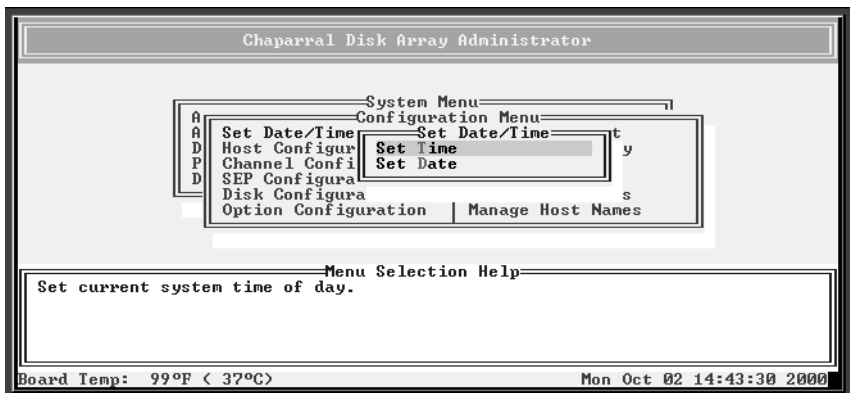 Chaparral Disk Array Administrator
System Menu
A Configuration Menu
A Set Date/Time Set Date/Time t
D Host Configur Set Time y
P Channel Confi Set Date
D SEP Configura
Disk Configura s
Option Configuration | Manage Host Names
Menu Selection Help
Set current system time of day.
Board Temp: 99ºF ( 37ºC) Mon Oct 02 14:43:30 2000